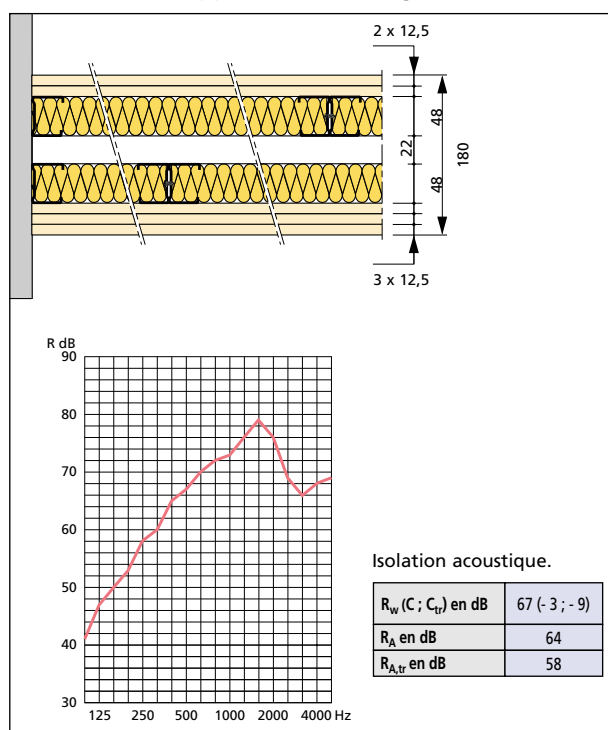 2 x 12,5
48
22
180
48
3 x 12,5
R dB
90
80
70
60
50
40
30
125 250 500 1000 2000 4000 Hz
Isolation acoustique.
Rw (C ; Ctr) en dB 67 (- 3 ; - 9)
RA en dB 64
RA,tr en dB 58